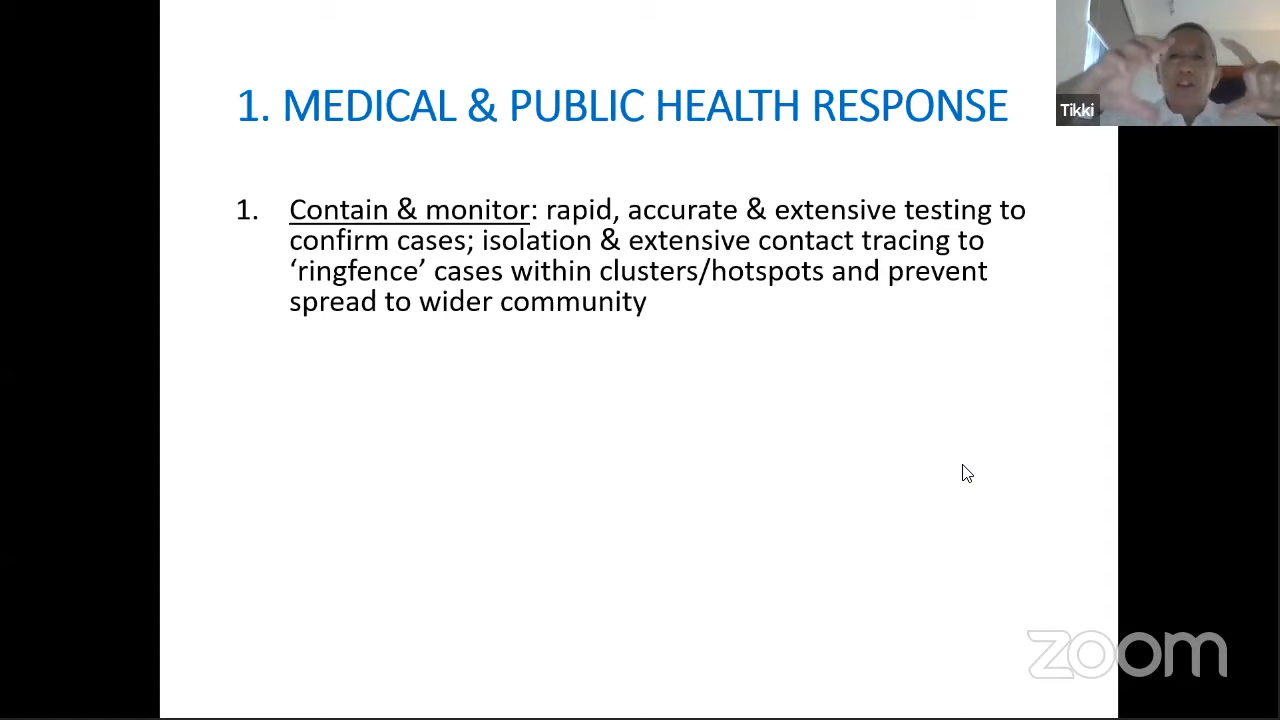 1. MEDICAL & PUBLIC HEALTH RESPONSE
Tikki
1. Contain & monitor: rapid, accurate & extensive testing to
confirm cases; isolation & extensive contact tracing to
‘ringfence’ cases within clusters/hotspots and prevent
spread to wider community
zoom